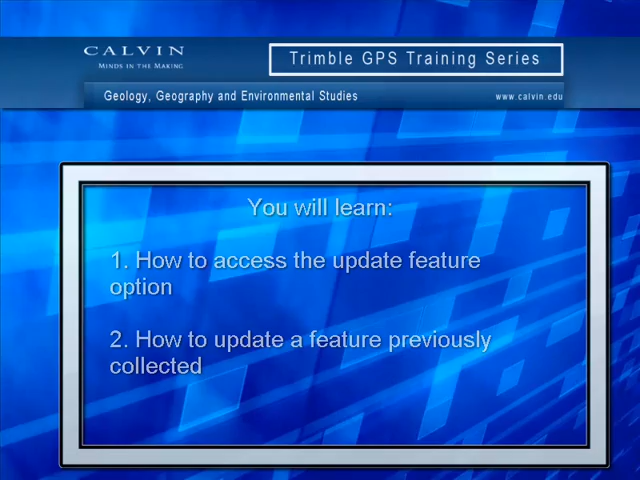 CALVIN
MINDS IN THE MAKING
Trimble GPS Training Series
Geology, Geography and Environmental Studies
www.calvin.edu
You will learn:
1. How to access the update feature
option
2. How to update a feature previously
collected